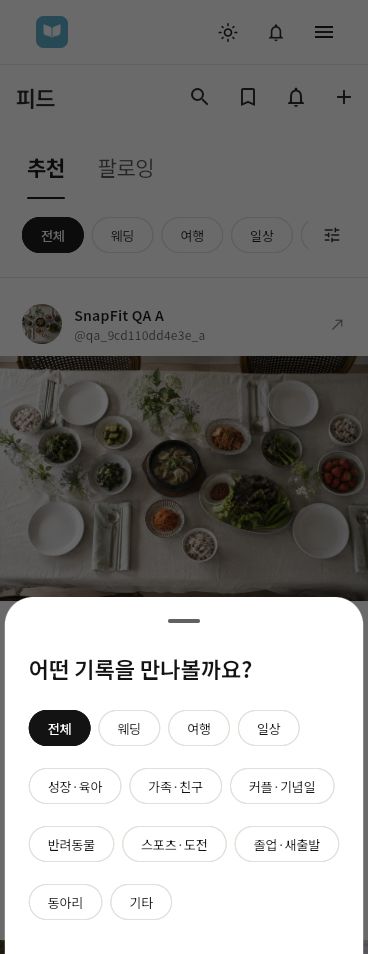 피드
추천 팔로잉
전체 웨딩 여행 일상
SnapFit QA A
@qa_9cd110dd4e3e_a
어떤 기록을 만나볼까요?
전체 웨딩 여행 일상
성장·육아 가족·친구 커플·기념일
반려동물 스포츠·도전 졸업·새출발
동아리 기타